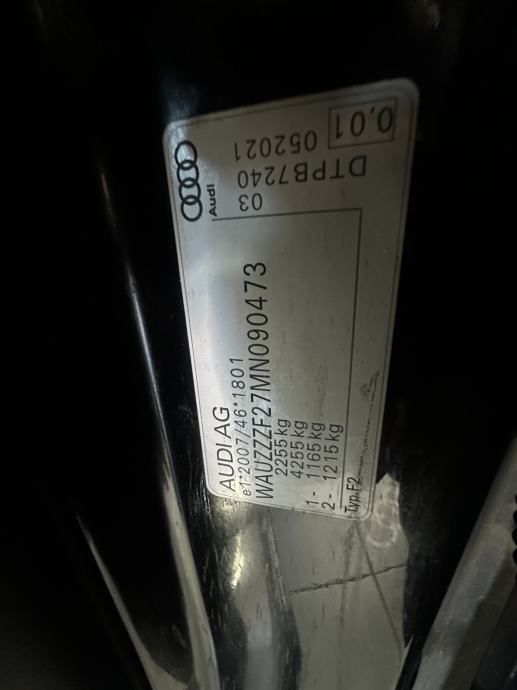 AUDI AG
e1*2007/46*1801
WAUZZZF27MN090473
2255 kg
4255 kg
1 - 1165 kg
2 - 1215 kg
Typ F2
Audi
03
052021
DTPB7240
0,01